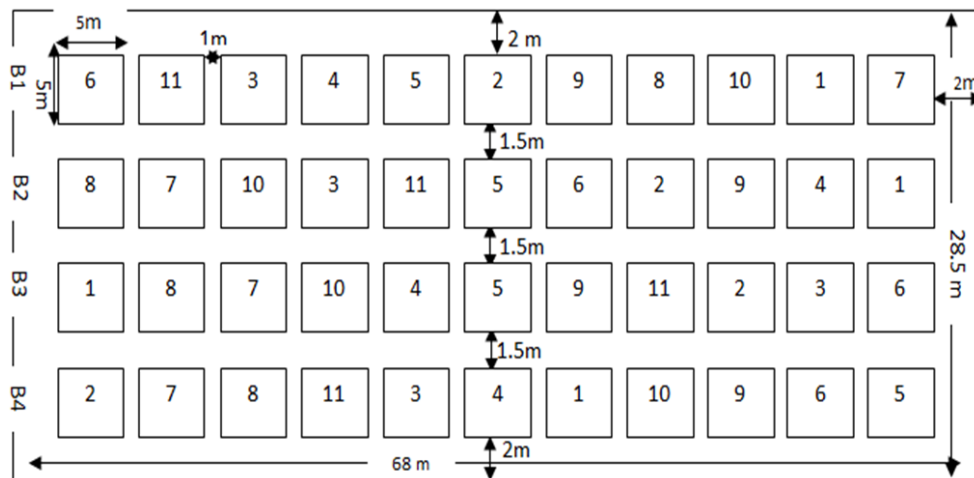 5m
1m
2 m
B1
5m
6 11 3 4 5 2 9 8 10 1 7
2m
1.5m
B2
8 7 10 3 11 5 6 2 9 4 1
1.5m
28.5 m
B3
1 8 7 10 4 5 9 11 2 3 6
1.5m
B4
2 7 8 11 3 4 1 10 9 6 5
2m
68 m